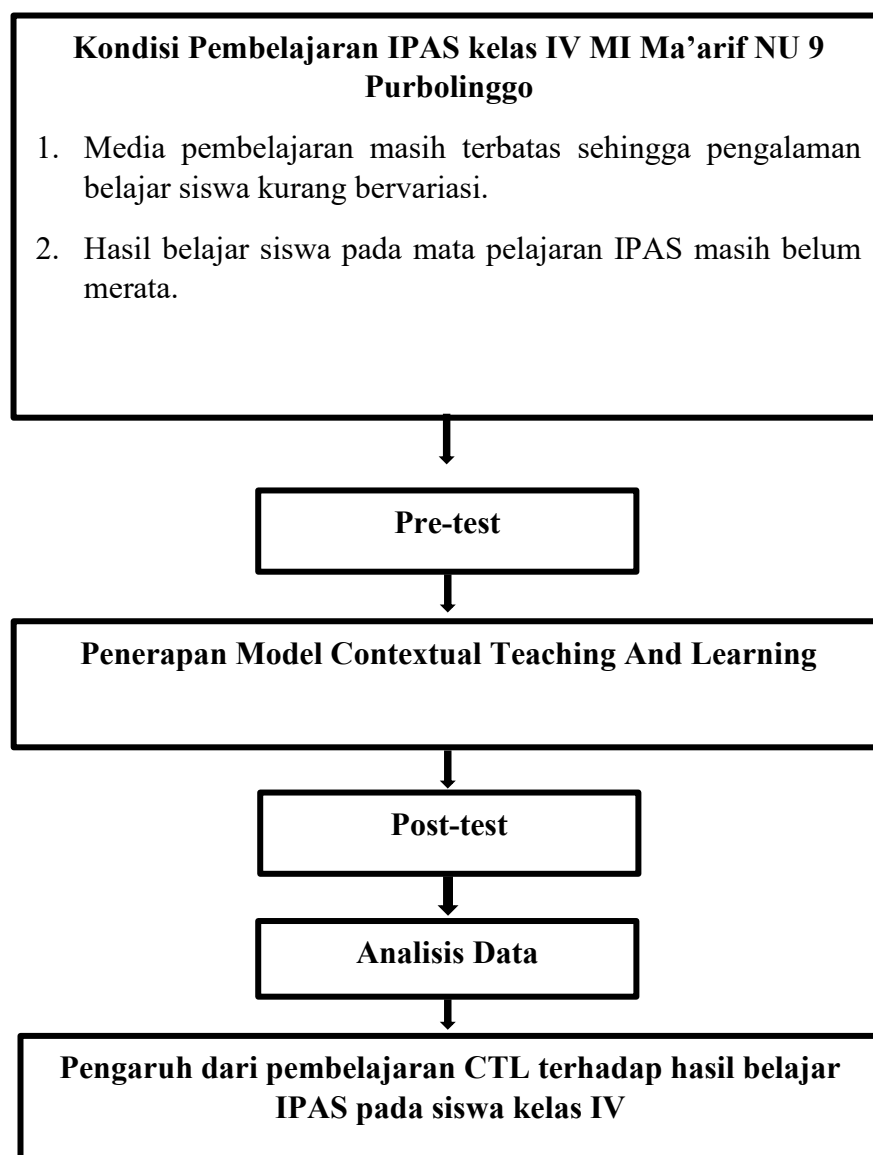 Kondisi Pembelajaran IPAS kelas IV MI Ma’arif NU 9
Purbolinggo
1. Media pembelajaran masih terbatas sehingga pengalaman
belajar siswa kurang bervariasi.
2. Hasil belajar siswa pada mata pelajaran IPAS masih belum
merata.
Pre-test
Penerapan Model Contextual Teaching And Learning
Post-test
Analisis Data
Pengaruh dari pembelajaran CTL terhadap hasil belajar
IPAS pada siswa kelas IV